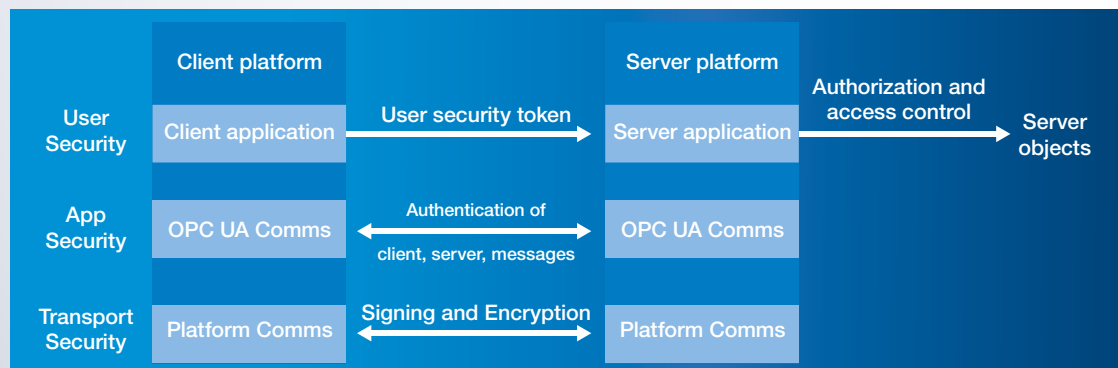 Client platform
Server platform
User
Security
Client application
User security token
Server application
Authorization and
access control
Server
objects
App
Security
OPC UA Comms
Authentication of
client, server, messages
OPC UA Comms
Transport
Security
Platform Comms
Signing and Encryption
Platform Comms